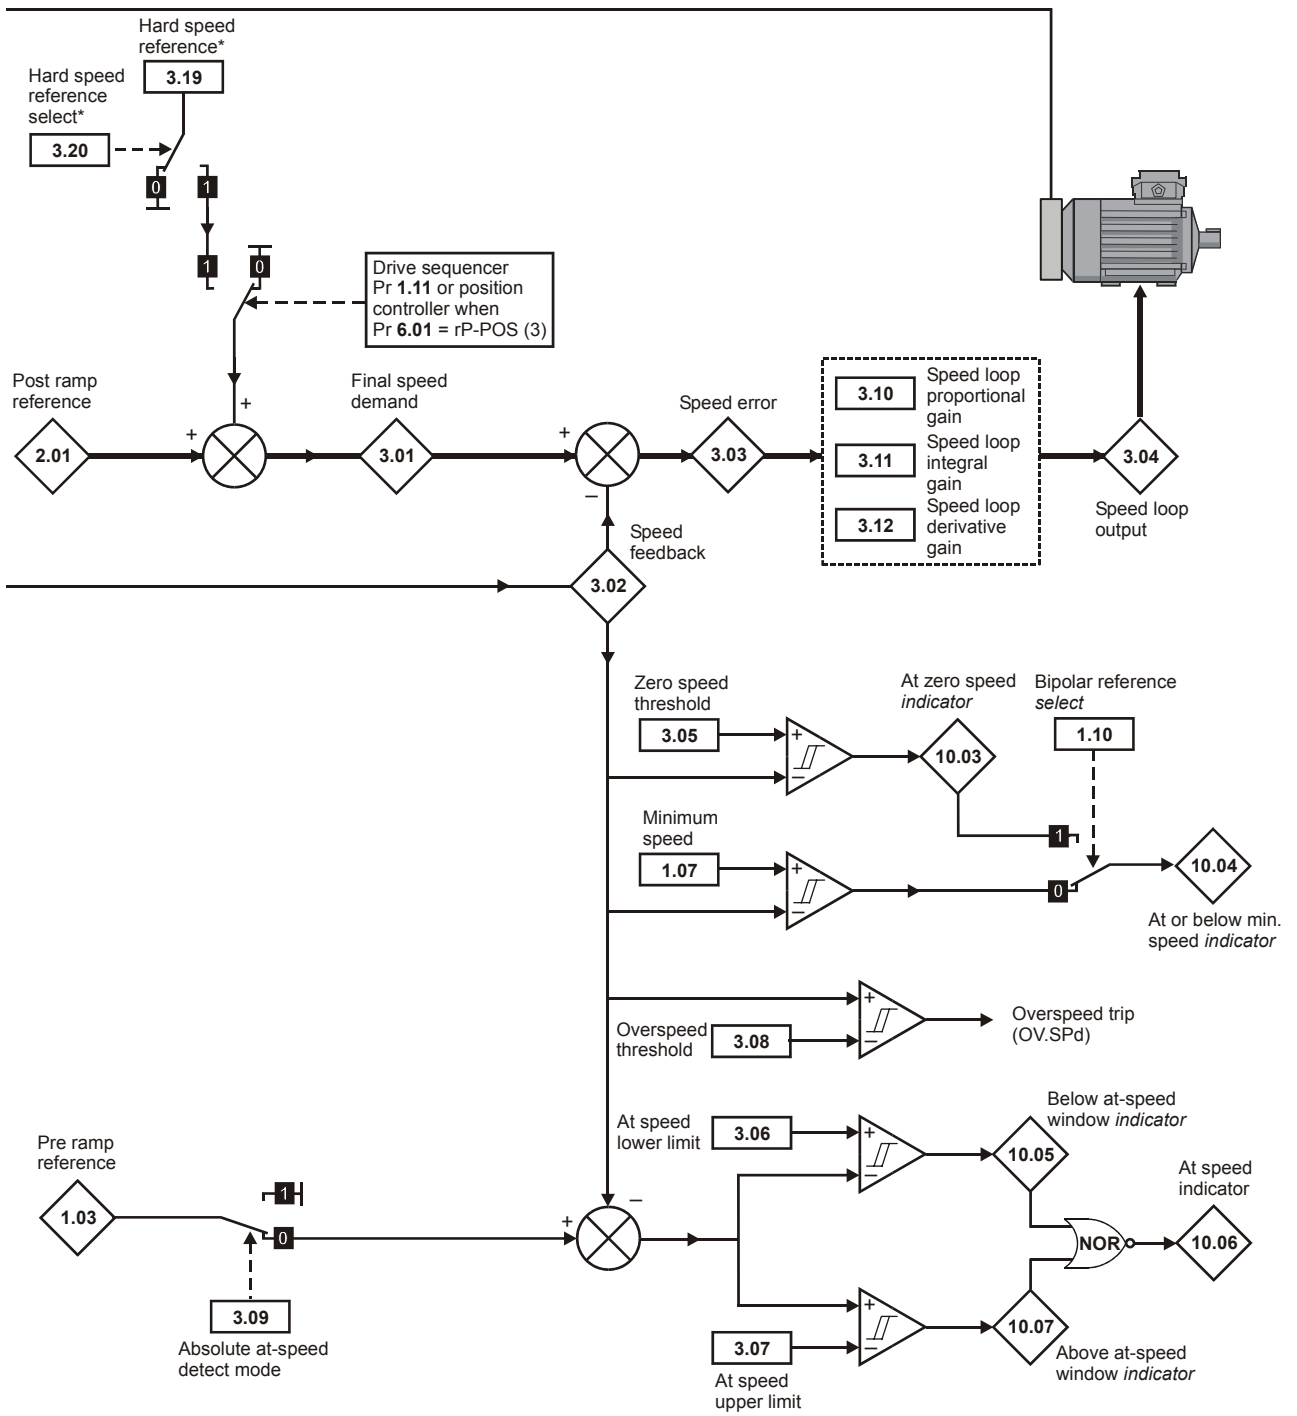 Hard speed
reference*
3.19
Hard speed
reference
select*
3.20
0
1
1
0
Drive sequencer
Pr 1.11 or position
controller when
Pr 6.01 = rP-POS (3)
Post ramp
reference
2.01
+
+
Final speed
demand
3.01
+
−
Speed error
3.03
3.10
Speed loop
proportional
gain
3.11
Speed loop
integral
gain
3.12
Speed loop
derivative
gain
3.04
Speed loop
output
Speed
feedback
3.02
Zero speed
threshold
3.05
+
−
At zero speed
indicator
10.03
Bipolar reference
select
1.10
1
Minimum
speed
1.07
+
−
0
10.04
At or below min.
speed indicator
Overspeed
threshold
3.08
+
−
Overspeed trip
(OV.SPd)
At speed
lower limit
3.06
+
−
Below at-speed
window indicator
10.05
Pre ramp
reference
1.03
1
0
3.09
Absolute at-speed
detect mode
+
−
NOR
At speed
indicator
10.06
+
−
3.07
At speed
upper limit
10.07
Above at-speed
window indicator